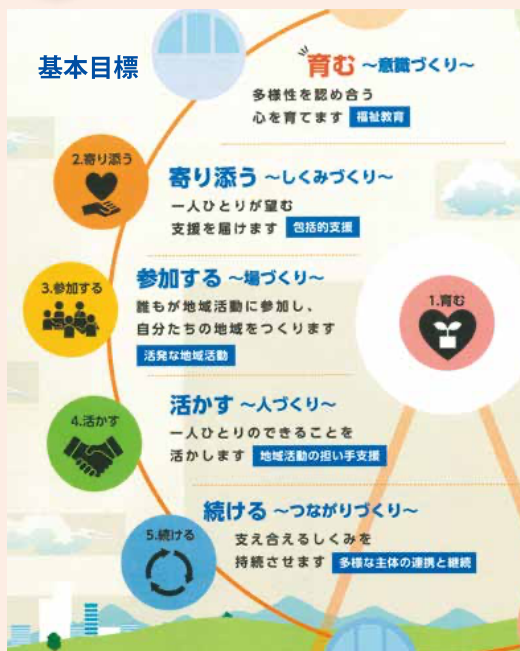 基本目標
育む ～意識づくり～
多様性を認め合う
心を育てます 福祉教育
2.寄り添う
寄り添う ～しくみづくり～
一人ひとりが望む
支援を届けます 包括的支援
3.参加する
参加する ～場づくり～
誰もが地域活動に参加し、
自分たちの地域をつくります
活発な地域活動
1.育む
4.活かす
活かす ～人づくり～
一人ひとりのできることを
活かします 地域活動の担い手支援
5.続ける
続ける ～つながりづくり～
支え合えるしくみを
持続させます 多様な主体の連携と継続